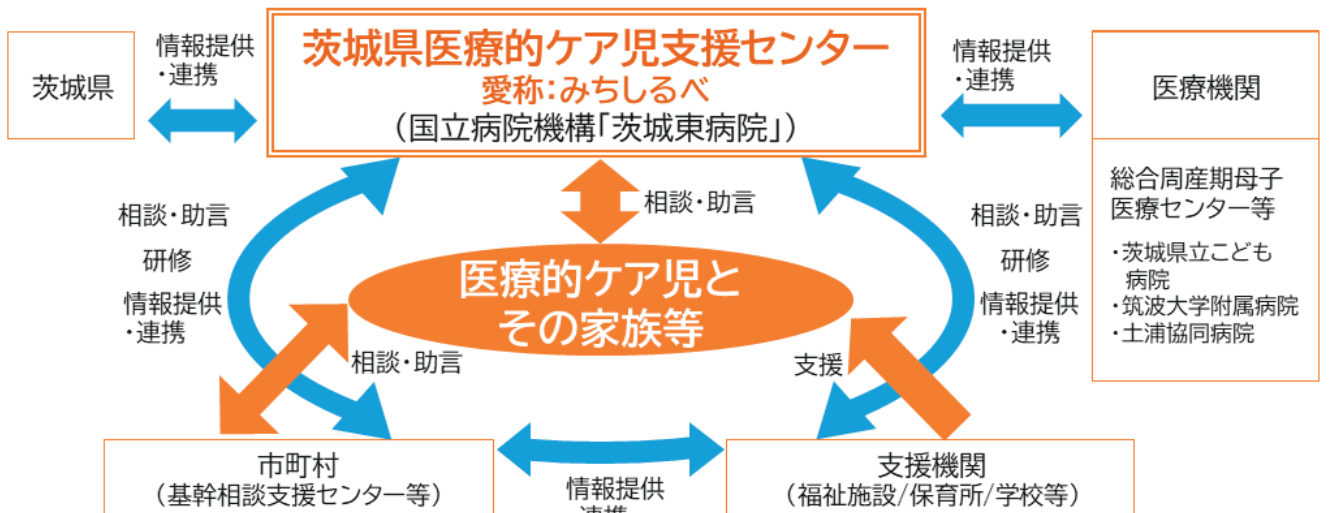 茨城県医療的ケア児支援センター
愛称：みちしるべ
（国立病院機構「茨城東病院」）
茨城県
情報提供
・連携
情報提供
・連携
医療機関
総合周産期母子
医療センター等
・茨城県立こども
病院
・筑波大学附属病院
・土浦協同病院
相談・助言
研修
情報提供
・連携
相談・助言
相談・助言
研修
情報提供
・連携
医療的ケア児と
その家族等
相談・助言
支援
市町村
（基幹相談支援センター等）
情報提供
支援機関
（福祉施設/保育所/学校等）